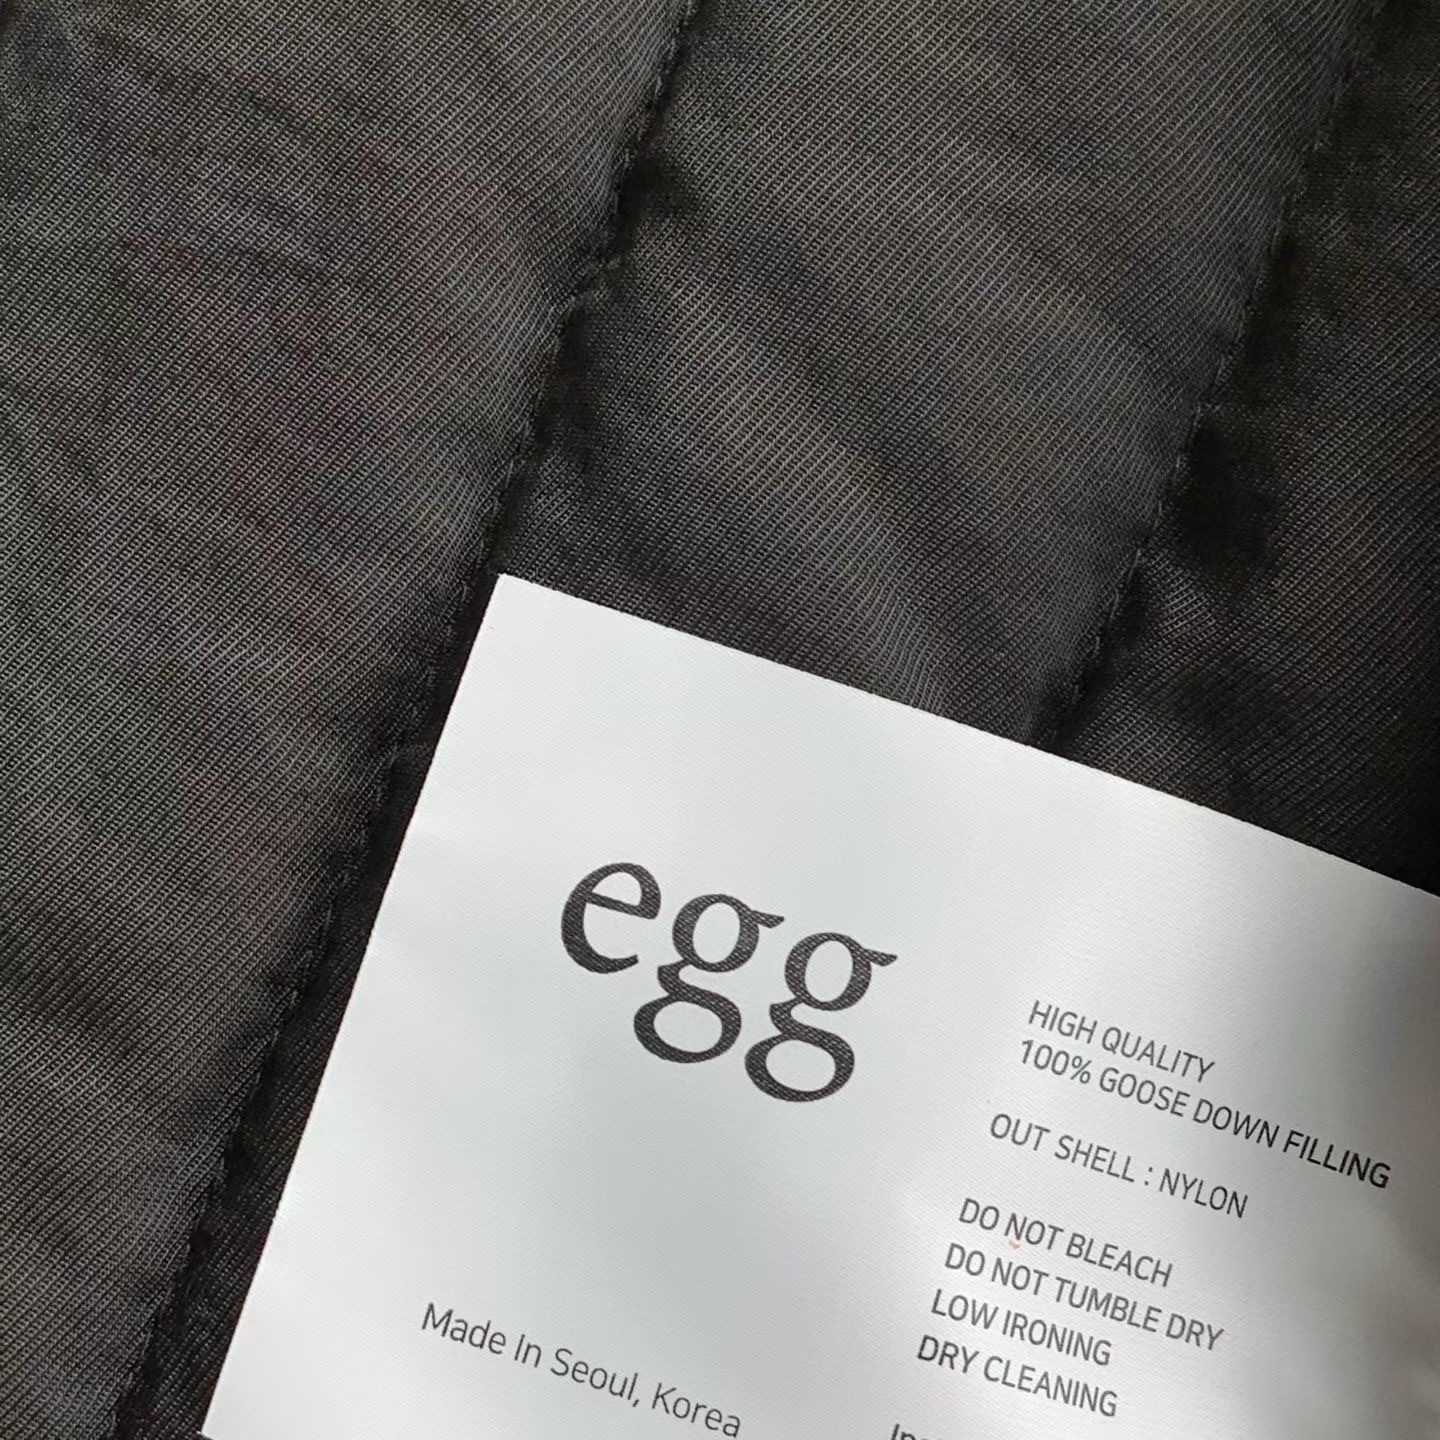 egg
HIGH QUALITY
100% GOOSE DOWN FILLING
OUT SHELL : NYLON
DO NOT BLEACH
DO NOT TUMBLE DRY
LOW IRONING
DRY CLEANING
Made In Seoul, Korea